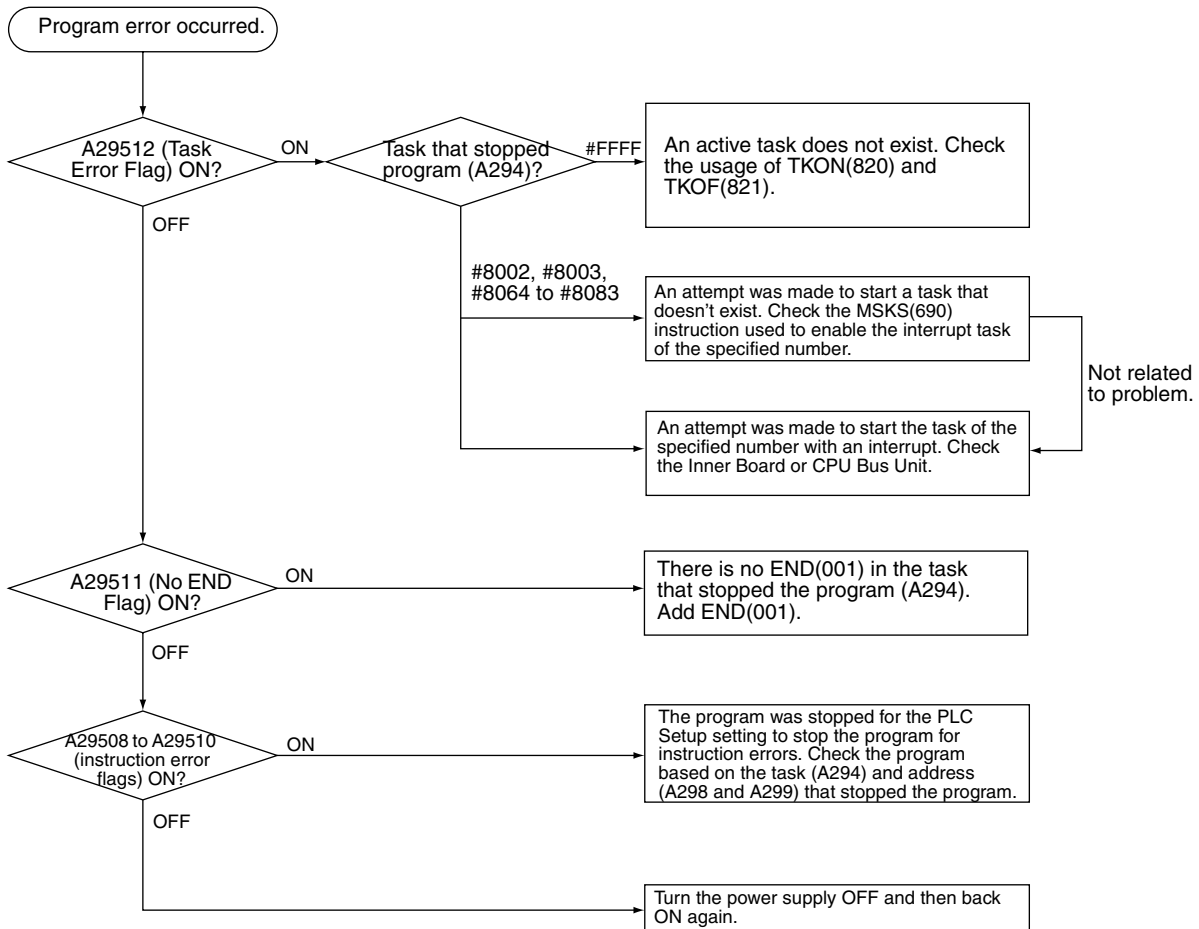 Program error occurred.
A29512 (Task
Error Flag) ON?
ON
Task that stopped
program (A294)?
#FFFF
An active task does not exist. Check
the usage of TKON(820) and
TKOF(821).
OFF
#8002, #8003,
#8064 to #8083
An attempt was made to start a task that
doesn't exist. Check the MSKS(690)
instruction used to enable the interrupt task
of the specified number.
Not related
to problem.
An attempt was made to start the task of the
specified number with an interrupt. Check
the Inner Board or CPU Bus Unit.
A29511 (No END
Flag) ON?
ON
There is no END(001) in the task
that stopped the program (A294).
Add END(001).
OFF
A29508 to A29510
(instruction error
flags) ON?
ON
The program was stopped for the PLC
Setup setting to stop the program for
instruction errors. Check the program
based on the task (A294) and address
(A298 and A299) that stopped the program.
OFF
Turn the power supply OFF and then back
ON again.